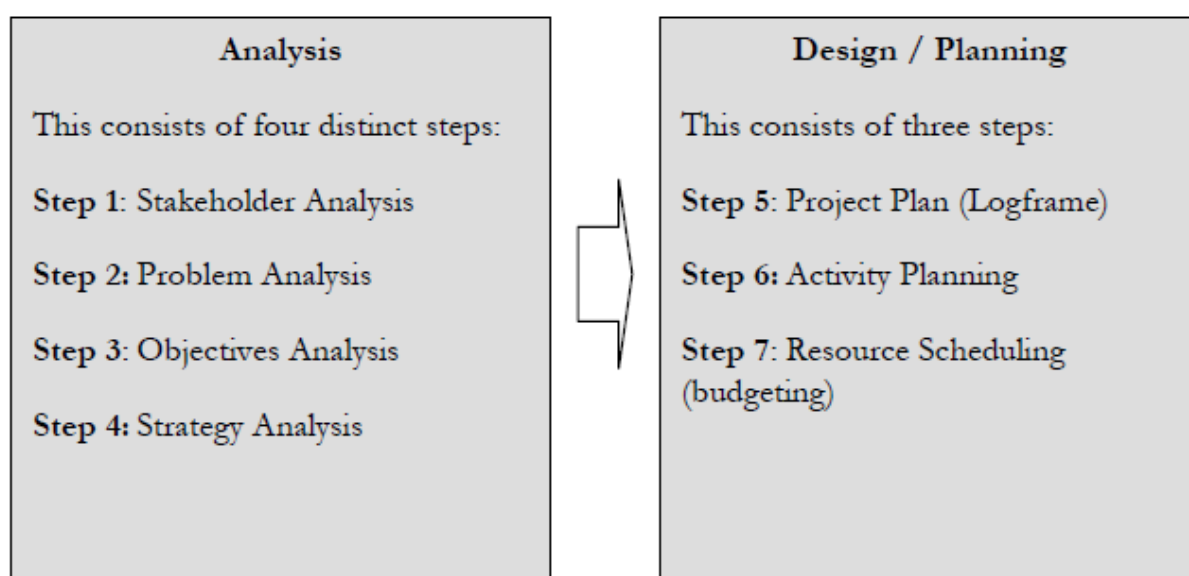 Analysis
This consists of four distinct steps:
Step 1: Stakeholder Analysis
Step 2: Problem Analysis
Step 3: Objectives Analysis
Step 4: Strategy Analysis
Design / Planning
This consists of three steps:
Step 5: Project Plan (Logframe)
Step 6: Activity Planning
Step 7: Resource Scheduling
(budgeting)